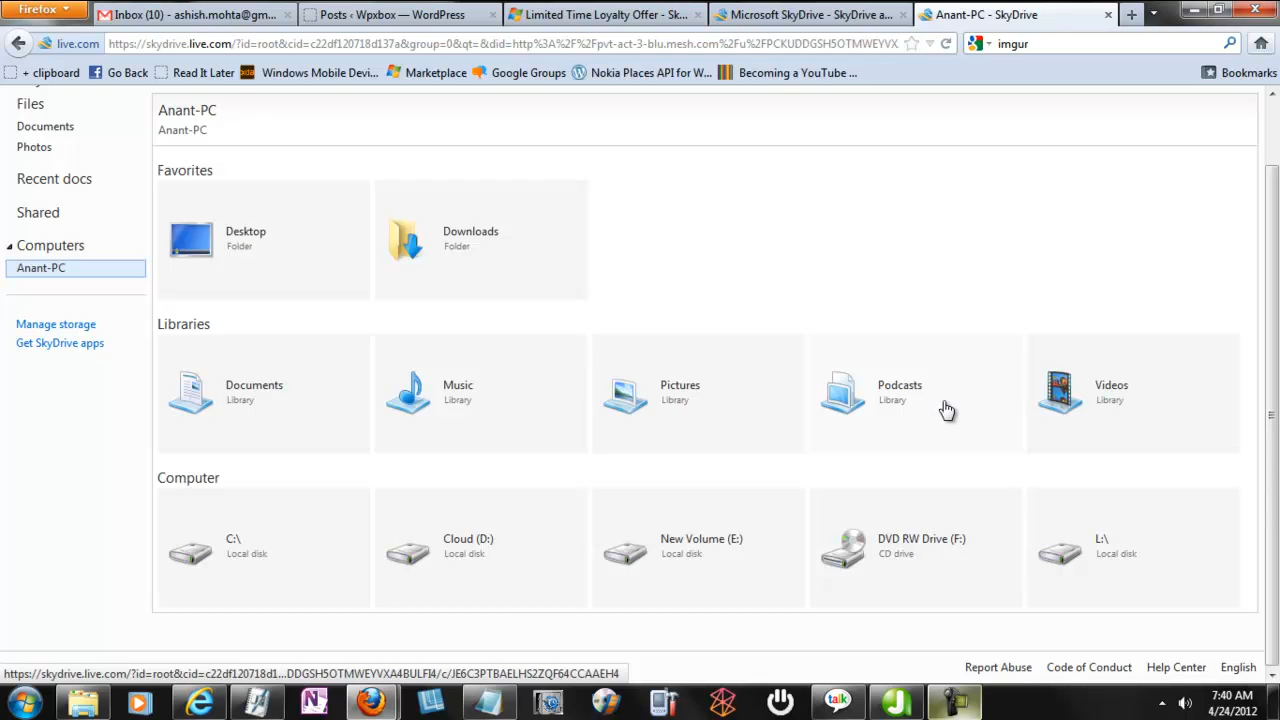 Firefox
Inbox (10) - ashish.mohta@gm...
Posts ‹ Wpxbox — WordPress
Limited Time Loyalty Offer - Sk...
Microsoft SkyDrive - SkyDrive a...
Anant-PC - SkyDrive
live.com
https://skydrive.live.com/?id=root&cid=c22df120718d137a&group=0&qt=&did=http%3A%2F%2Fpvt-act-3-blu.mesh.com%2Fu%2FPCKUDDGSH5OTMWEYVX
imgur
+ clipboard
Go Back
Read It Later
Windows Mobile Devi...
Marketplace
Google Groups
Nokia Places API for W...
Becoming a YouTube ...
Bookmarks
Files
Documents
Photos
Recent docs
Shared
Computers
Anant-PC
Manage storage
Get SkyDrive apps
Anant-PC
Anant-PC
Favorites
Desktop
Folder
Downloads
Folder
Libraries
Documents
Library
Music
Library
Pictures
Library
Podcasts
Library
Videos
Library
Computer
C:\
Local disk
Cloud (D:)
Local disk
New Volume (E:)
Local disk
DVD RW Drive (F:)
CD drive
L:\
Local disk
Report Abuse
Code of Conduct
Help Center
English
https://skydrive.live.com/?id=root&cid=c22df120718d1...DDGSH5OTMWEYVXA4BULFI4/c/JE6C3PTBAELHS2ZQF64CCAAEH4
talk
7:40 AM
4/24/2012